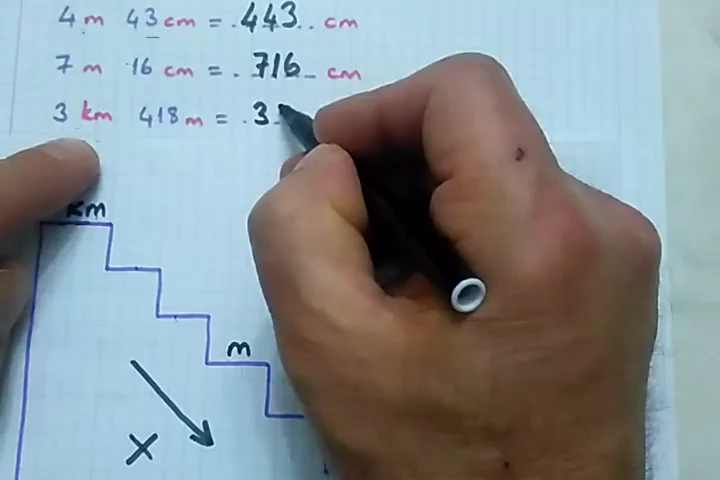 4 m 43 cm = .443.. cm
7 m 16 cm = . 716.. cm
3 km 418 m = . 3
km
m
X